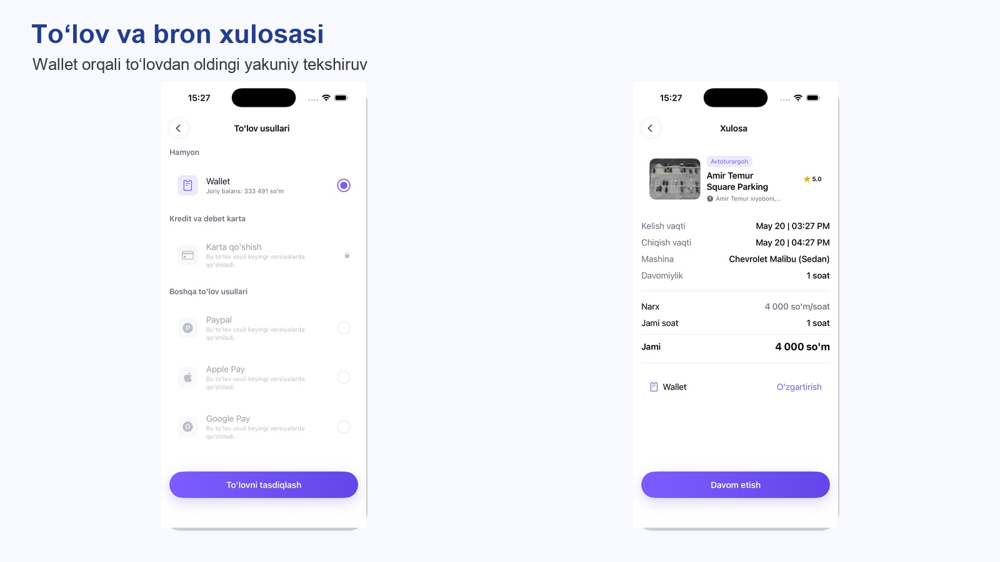 Toʻlov va bron xulosasi
Wallet orqali toʻlovdan oldingi yakuniy tekshiruv
15:27
To'lov usullari
Hamyon
Wallet
Joriy balans: 333 491 so'm
Kredit va debet karta
Karta qo'shish
Bu to'lov usuli keyingi versiyalarda
qo'shiladi.
Boshqa to'lov usullari
Paypal
Bu to'lov usuli keyingi versiyalarda
qo'shiladi.
Apple Pay
Bu to'lov usuli keyingi versiyalarda
qo'shiladi.
Google Pay
Bu to'lov usuli keyingi versiyalarda
qo'shiladi.
To'lovni tasdiqlash
15:27
Xulosa
Avtoturargoh
Amir Temur
Square Parking
5.0
Amir Temur xiyoboni,...
Kelish vaqti May 20 | 03:27 PM
Chiqish vaqti May 20 | 04:27 PM
Mashina Chevrolet Malibu (Sedan)
Davomiylik 1 soat
Narx 4 000 so'm/soat
Jami soat 1 soat
Jami 4 000 so'm
Wallet O'zgartirish
Davom etish